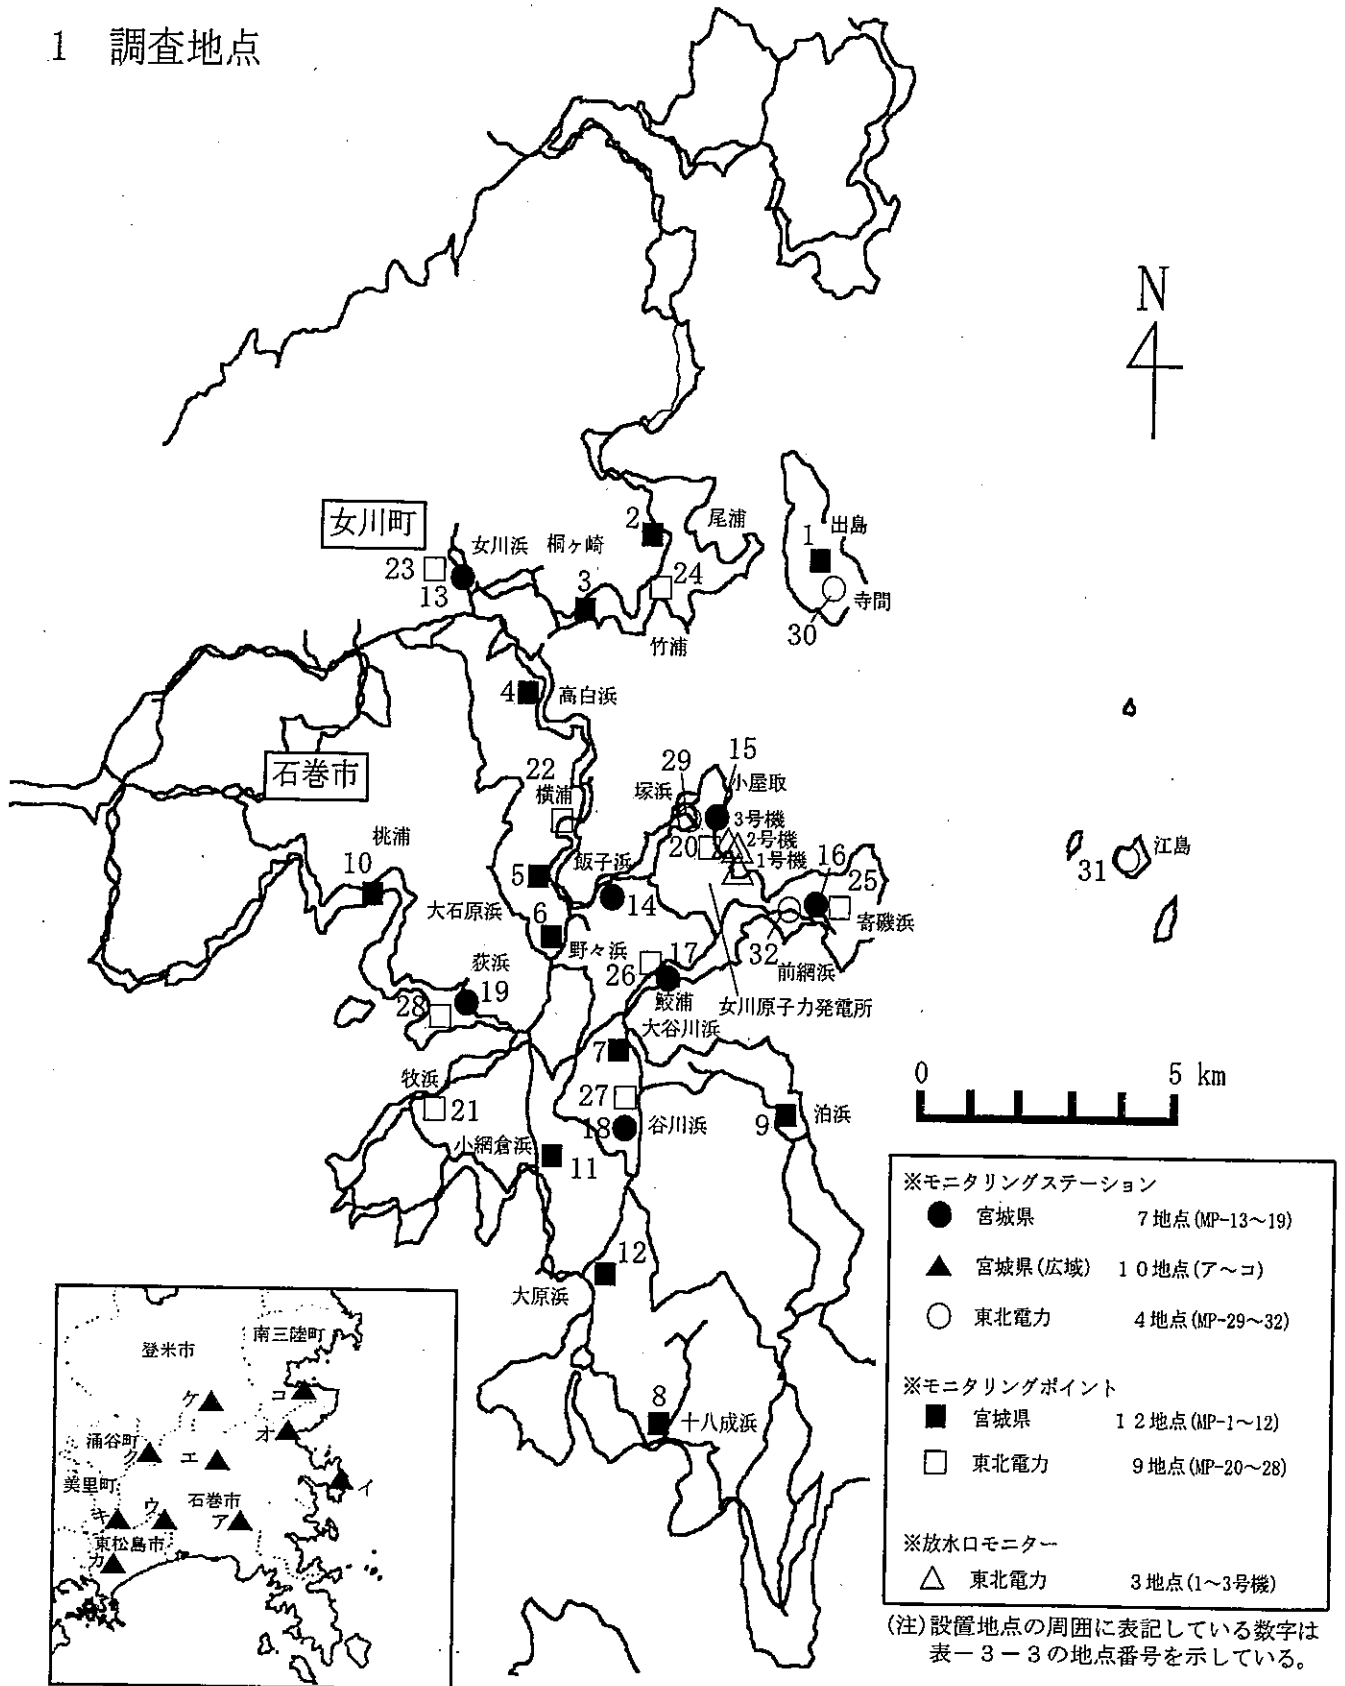 1 調査地点
N
女川町
2
尾浦
1
出島
女川浜
桐ヶ崎
23
13
3
24
寺間
30
竹浦
4
高白浜
石巻市
22
横浦
29
15
塚浜
小屋取
3号機
2号機
1号機
20
16
25
31
江島
桃浦
10
5
飯子浜
14
大石原浜
6
寄磯浜
32
前網浜
野々浜
17
26
荻浜
19
28
鮫浦
女川原子力発電所
大谷川浜
7
0 5 km
牧浜
21
27
18
谷川浜
9
泊浜
小網倉浜
11
12
大原浜
8
十八成浜
※モニタリングステーション
● 宮城県 7地点(MP-13~19)
▲ 宮城県(広域) 10地点(ア~コ)
○ 東北電力 4地点(MP-29~32)
※モニタリングポイント
■ 宮城県 12地点(MP-1~12)
□ 東北電力 9地点(MP-20~28)
※放水口モニター
△ 東北電力 3地点(1~3号機)
(注)設置地点の周囲に表記している数字は
表-3-3の地点番号を示している。
南三陸町
登米市
ケ
コ
オ
涌谷町
ク
エ
美里町
イ
石巻市
キ
ウ
ア
東松島市
カ